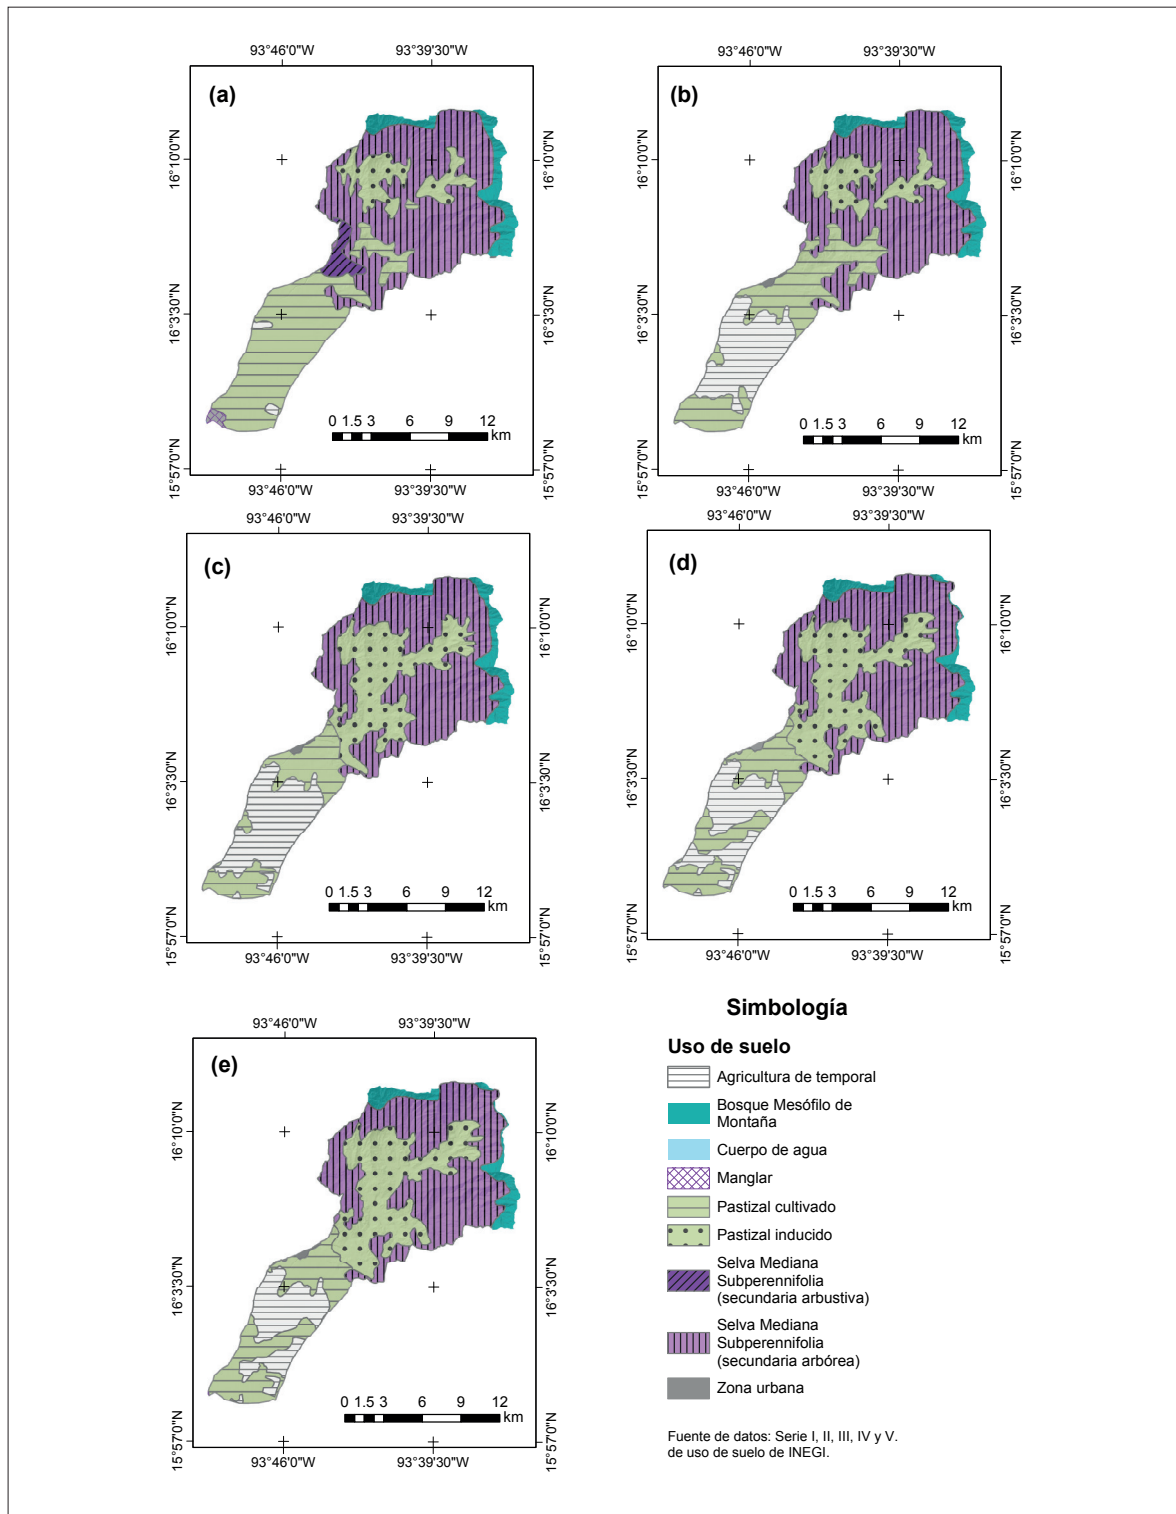 93°46'0"W 93°39'30"W
(a)
16°10'0"N 16°10'0"N
16°3'30"N 16°3'30"N
15°57'0"N 15°57'0"N
0 1.5 3 6 9 12
km
93°46'0"W 93°39'30"W
93°46'0"W 93°39'30"W
(b)
16°10'0"N 16°10'0"N
16°3'30"N 16°3'30"N
15°57'0"N 15°57'0"N
0 1.5 3 6 9 12
km
93°46'0"W 93°39'30"W
93°46'0"W 93°39'30"W
(c)
16°10'0"N 16°10'0"N
16°3'30"N 16°3'30"N
15°57'0"N 15°57'0"N
0 1.5 3 6 9 12
km
93°46'0"W 93°39'30"W
93°46'0"W 93°39'30"W
(d)
16°10'0"N 16°10'0"N
16°3'30"N 16°3'30"N
15°57'0"N 15°57'0"N
0 1.5 3 6 9 12
km
93°46'0"W 93°39'30"W
93°46'0"W 93°39'30"W
(e)
16°10'0"N 16°10'0"N
16°3'30"N 16°3'30"N
15°57'0"N 15°57'0"N
0 1.5 3 6 9 12
km
93°46'0"W 93°39'30"W
Simbología
Uso de suelo
Agricultura de temporal
Bosque Mesófilo de
Montaña
Cuerpo de agua
Manglar
Pastizal cultivado
Pastizal inducido
Selva Mediana
Subperennifolia
(secundaria arbustiva)
Selva Mediana
Subperennifolia
(secundaria arbórea)
Zona urbana
Fuente de datos: Serie I, II, III, IV y V.
de uso de suelo de INEGI.